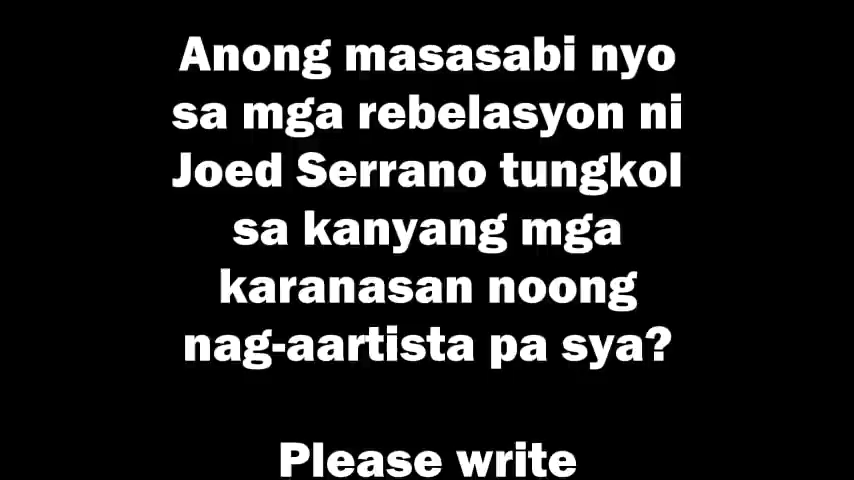 Anong masasabi nyo
sa mga rebelasyon ni
Joed Serrano tungkol
sa kanyang mga
karanasan noong
nag-aartista pa sya?
Please write